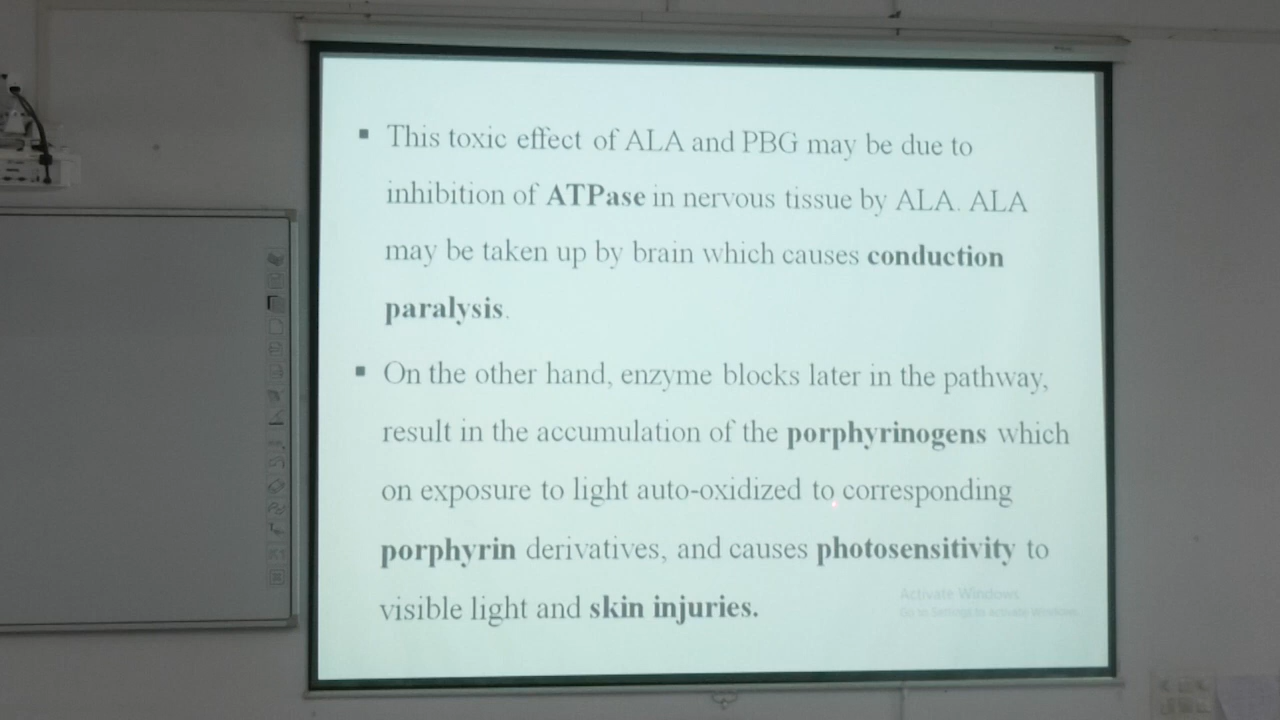 ▪ This toxic effect of ALA and PBG may be due to
inhibition of ATPase in nervous tissue by ALA. ALA
may be taken up by brain which causes conduction
paralysis.
▪ On the other hand, enzyme blocks later in the pathway,
result in the accumulation of the porphyrinogens which
on exposure to light auto-oxidized to corresponding
porphyrin derivatives, and causes photosensitivity to
visible light and skin injuries.
Activate Windows
Go to Settings to activate Windows.